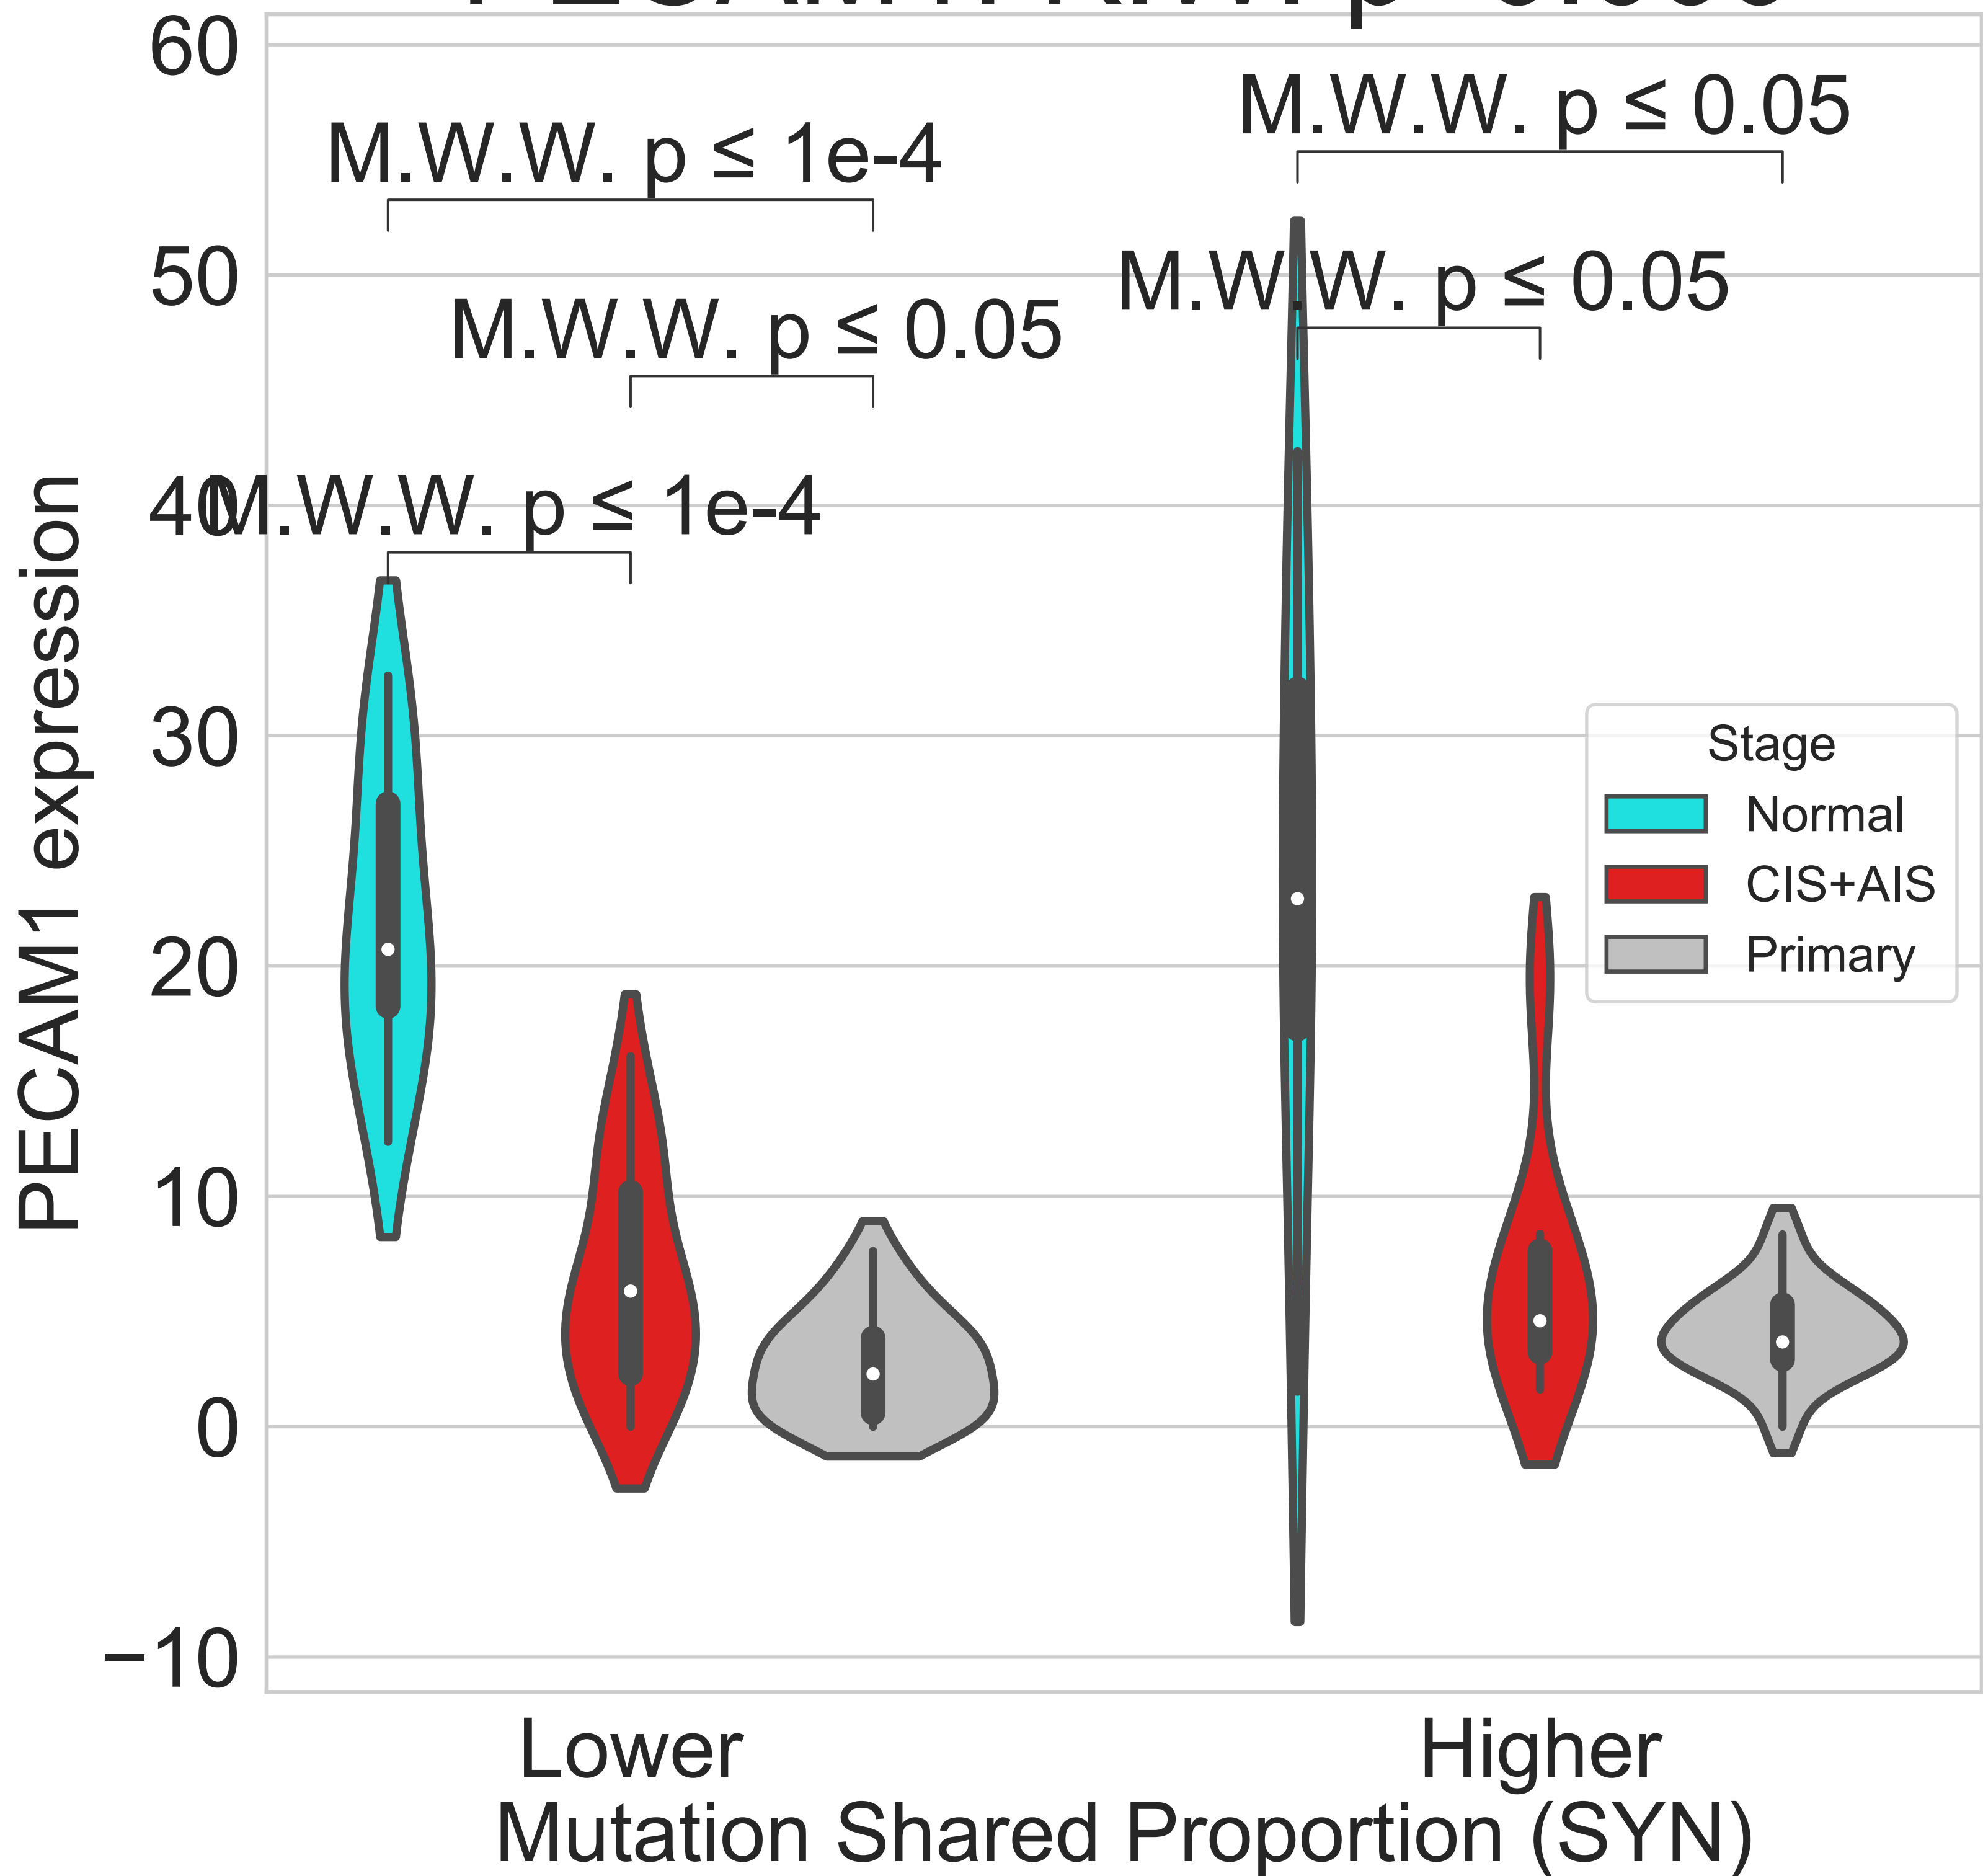 60
50
40
30
20
10
0
−10
PECAM1 expression
M.W.W. p ≤ 1e-4
M.W.W. p ≤ 0.05
M.W.W. p ≤ 1e-4
M.W.W. p ≤ 0.05
M.W.W. p ≤ 0.05
Stage
Normal
CIS+AIS
Primary
Lower
Higher
Mutation Shared Proportion (SYN)